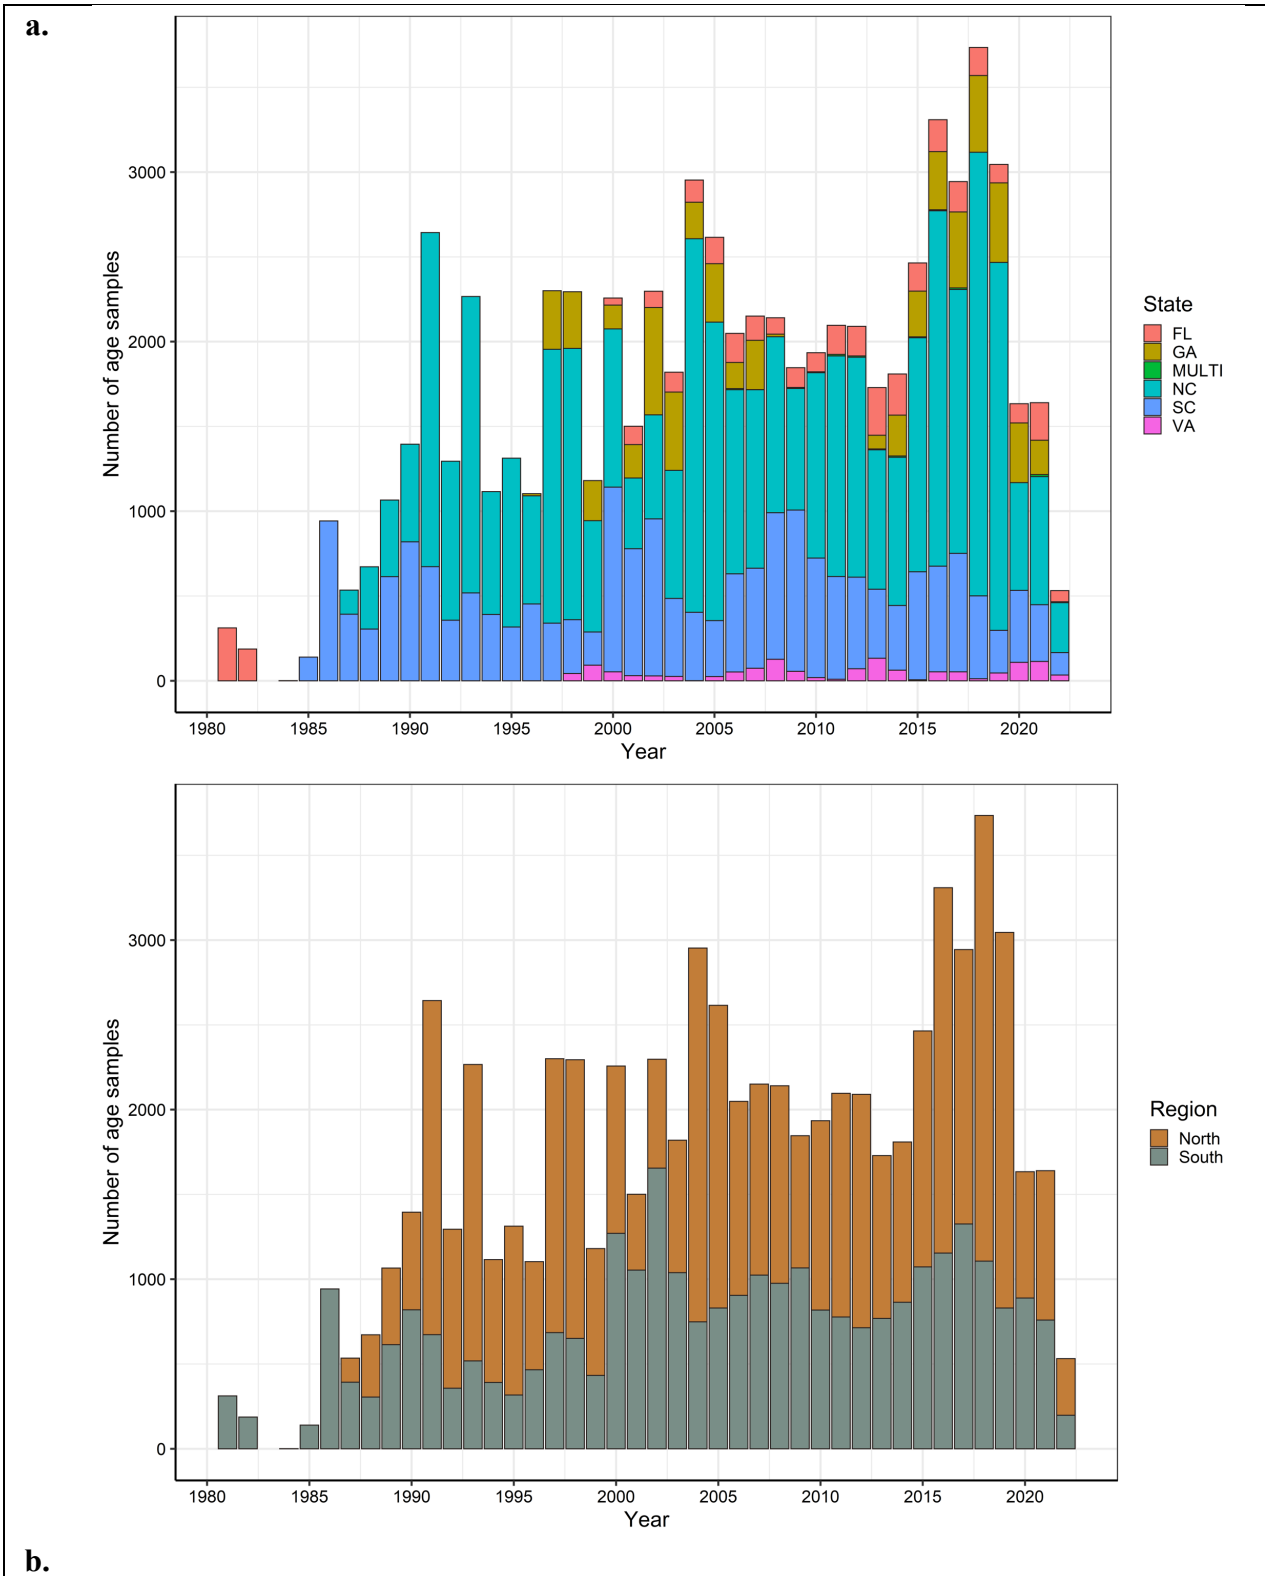 a.
Number of age samples
3000
2000
1000
0
1980 1985 1990 1995 2000 2005 2010 2015 2020
Year
State
FL
GA
MULTI
NC
SC
VA
Number of age samples
3000
2000
1000
0
1980 1985 1990 1995 2000 2005 2010 2015 2020
Year
Region
North
South
b.